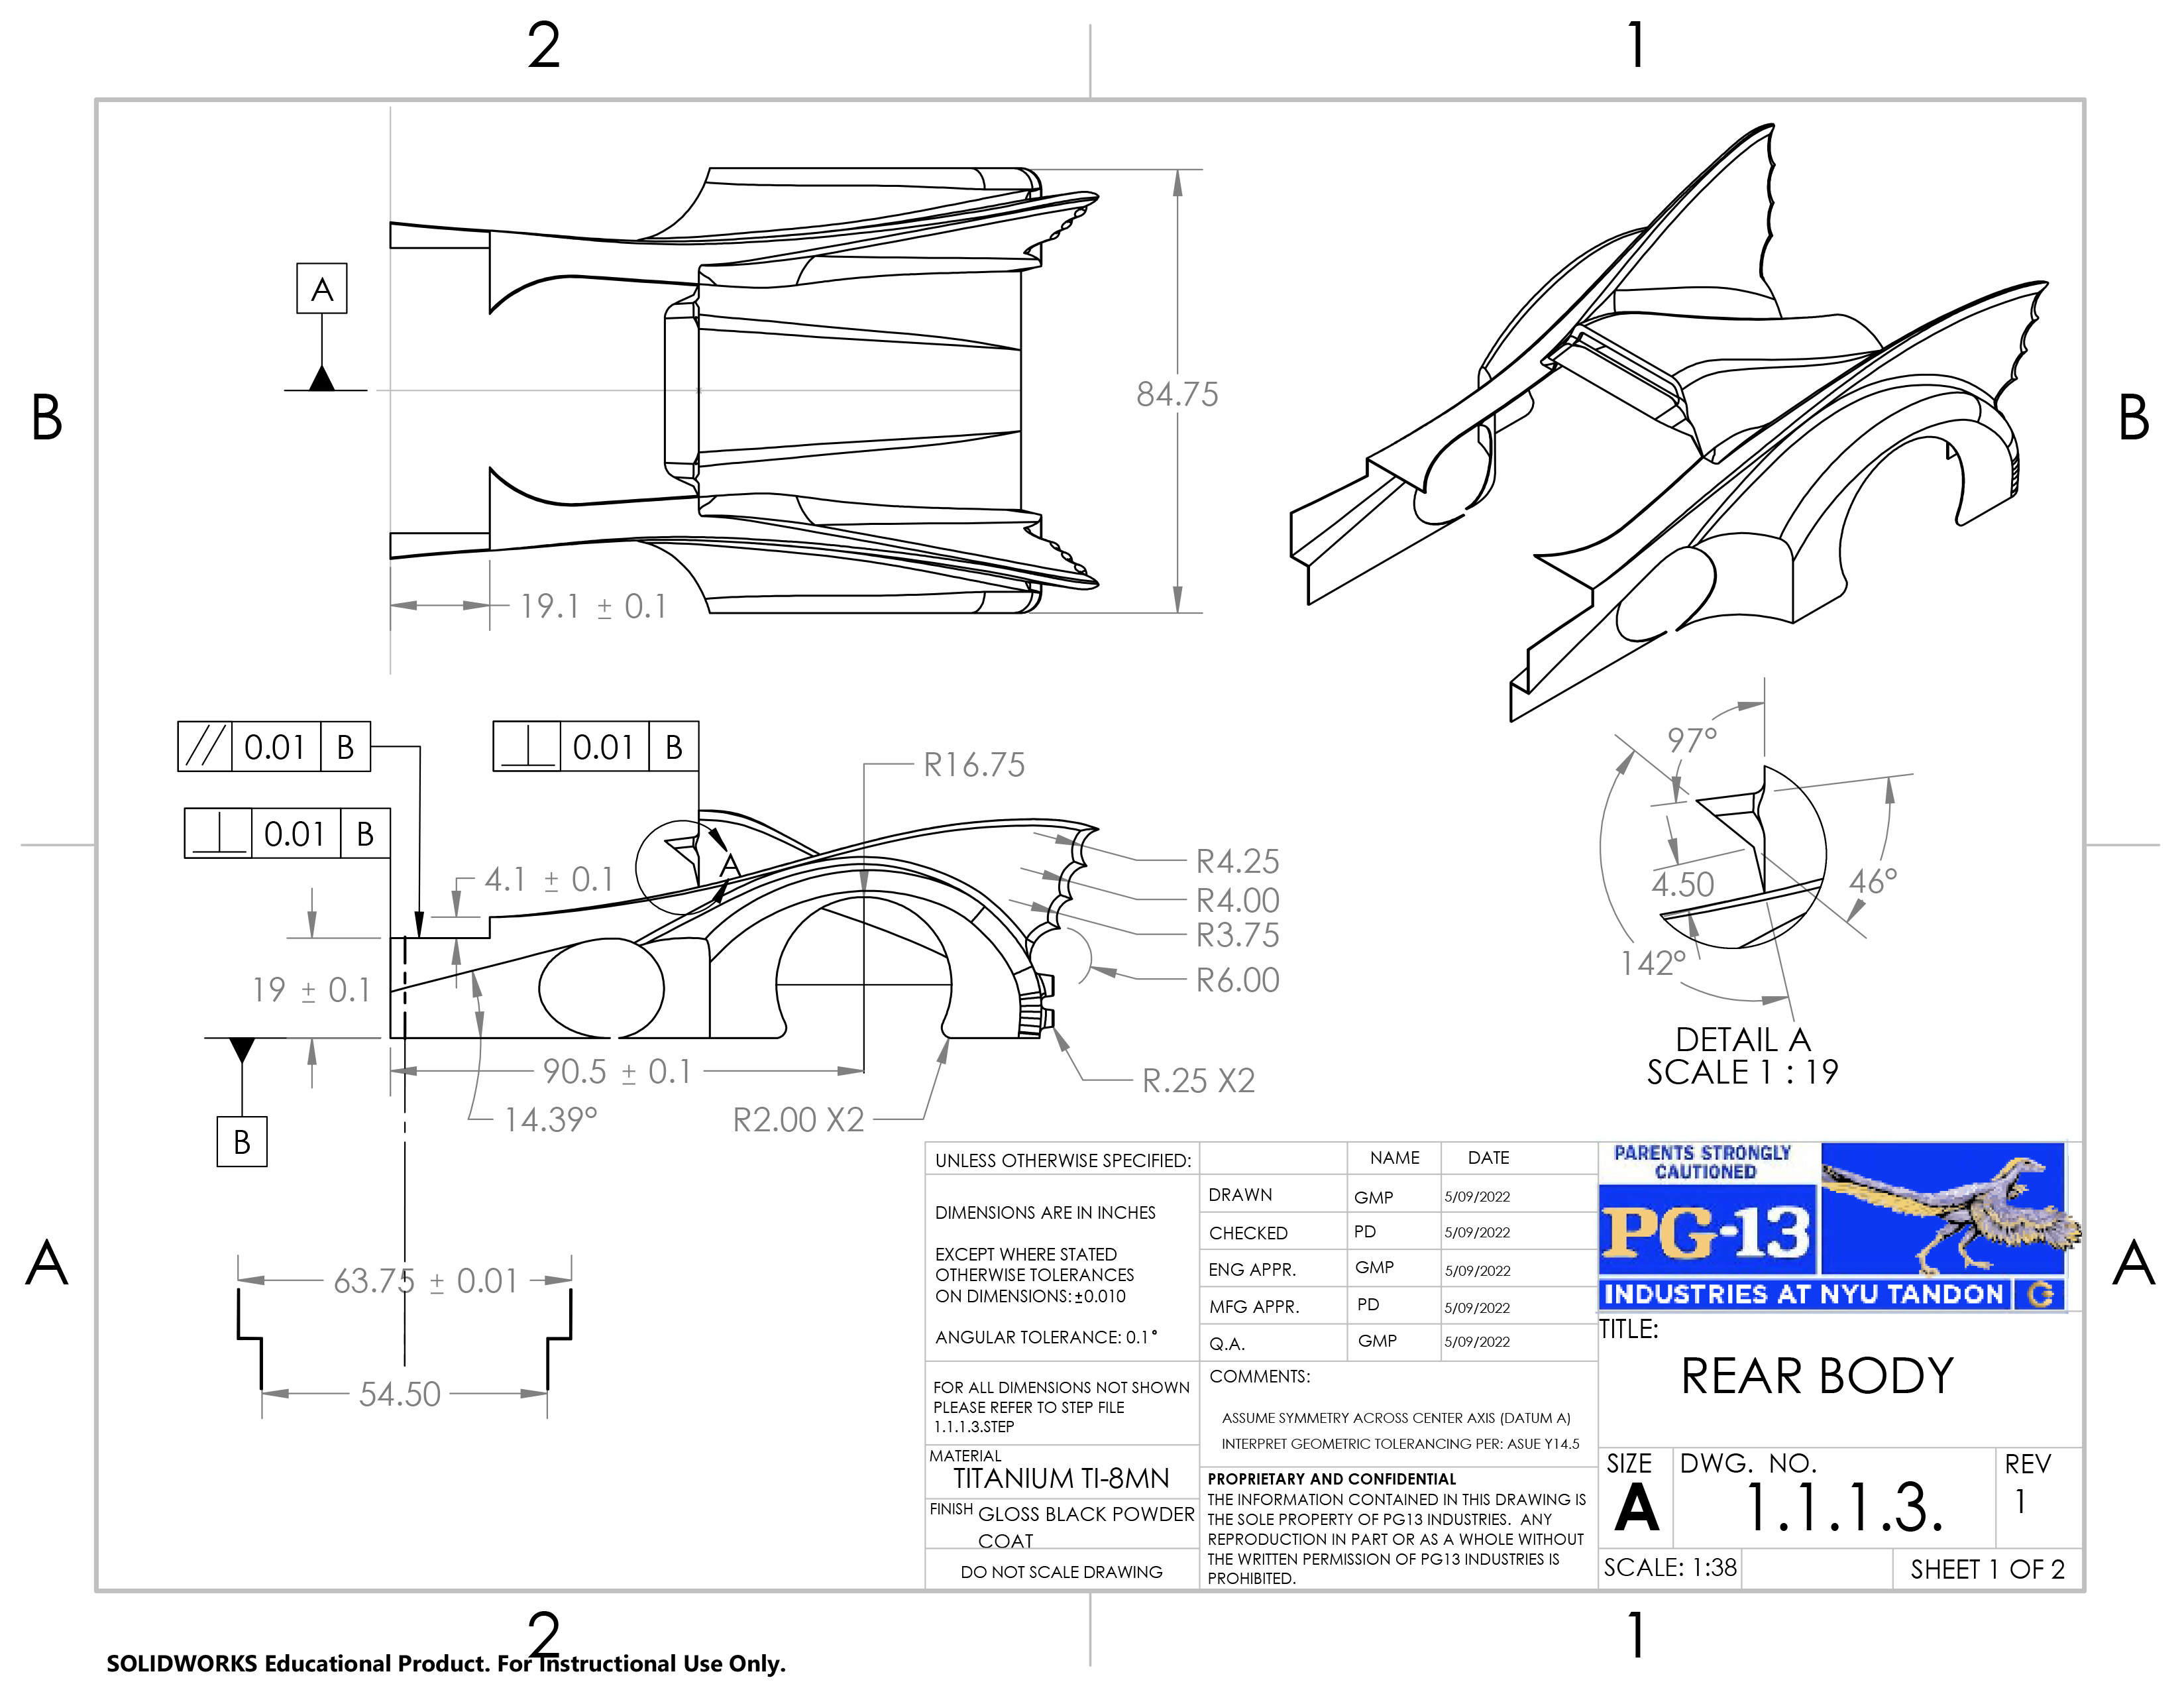 2
1
B
B
A
84.75
19.1 ± 0.1
// 0.01 B
⊥ 0.01 B
R16.75
97°
⊥ 0.01 B
4.1 ± 0.1
A
R4.25
R4.00
R3.75
R6.00
4.50
46°
142°
19 ± 0.1
90.5 ± 0.1
14.39°
R2.00 X2
R.25 X2
DETAIL A
SCALE 1 : 19
B
A
A
63.75 ± 0.01
54.50
UNLESS OTHERWISE SPECIFIED:
DIMENSIONS ARE IN INCHES
EXCEPT WHERE STATED
OTHERWISE TOLERANCES
ON DIMENSIONS: ±0.010
ANGULAR TOLERANCE: 0.1°
FOR ALL DIMENSIONS NOT SHOWN
PLEASE REFER TO STEP FILE
1.1.1.3.STEP
MATERIAL
TITANIUM TI-8MN
FINISH GLOSS BLACK POWDER
COAT
DO NOT SCALE DRAWING
NAME DATE
DRAWN GMP 5/09/2022
CHECKED PD 5/09/2022
ENG APPR. GMP 5/09/2022
MFG APPR. PD 5/09/2022
Q.A. GMP 5/09/2022
COMMENTS:
ASSUME SYMMETRY ACROSS CENTER AXIS (DATUM A)
INTERPRET GEOMETRIC TOLERANCING PER: ASUE Y14.5
PROPRIETARY AND CONFIDENTIAL
THE INFORMATION CONTAINED IN THIS DRAWING IS
THE SOLE PROPERTY OF PG13 INDUSTRIES. ANY
REPRODUCTION IN PART OR AS A WHOLE WITHOUT
THE WRITTEN PERMISSION OF PG13 INDUSTRIES IS
PROHIBITED.
PARENTS STRONGLY
CAUTIONED
PG-13
INDUSTRIES AT NYU TANDON
TITLE:
REAR BODY
SIZE
A
DWG. NO.
1.1.1.3.
REV
1
SCALE: 1:38
SHEET 1 OF 2
2
1
SOLIDWORKS Educational Product. For Instructional Use Only.